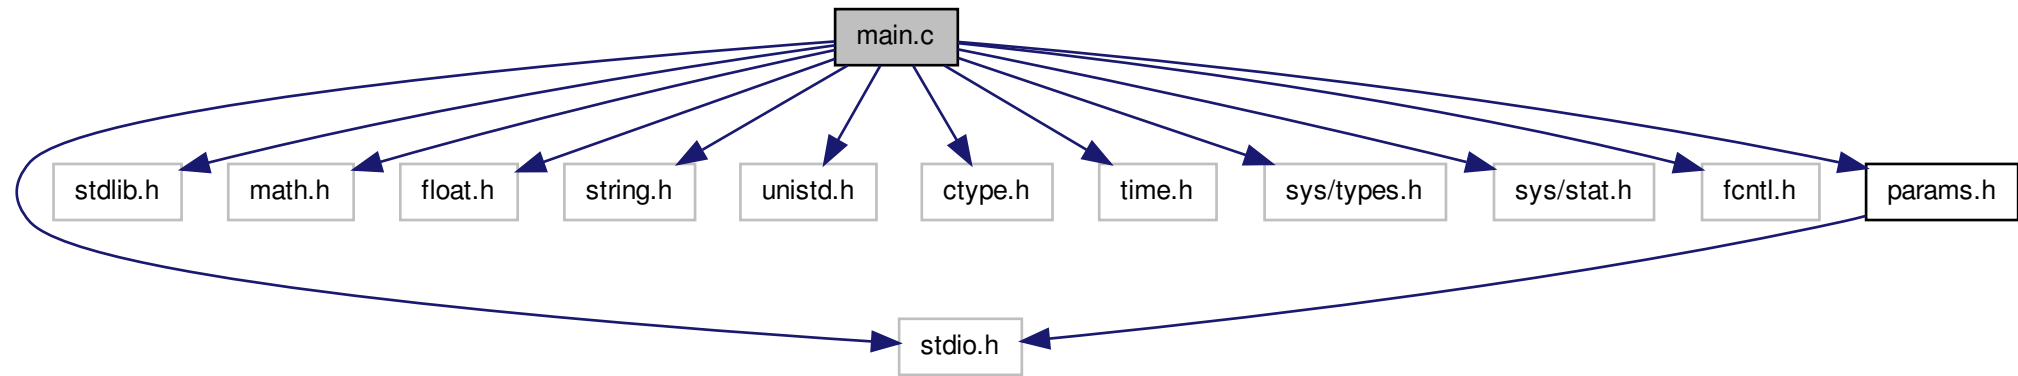 main.c
stdlib.h
math.h
float.h
string.h
unistd.h
ctype.h
time.h
sys/types.h
sys/stat.h
fcntl.h
params.h
stdio.h